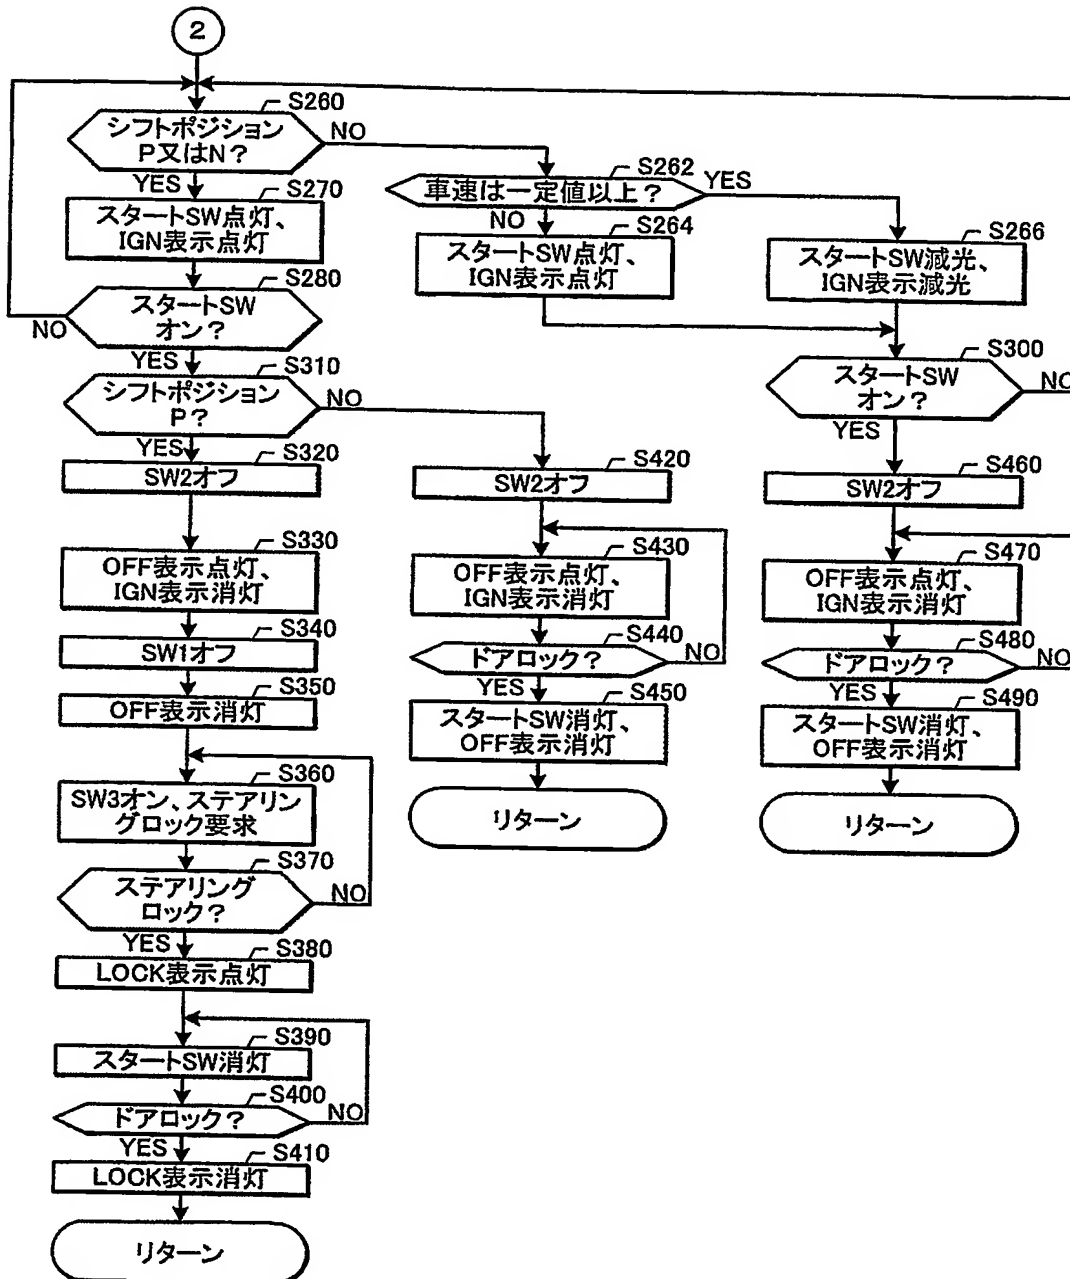 2
S260
シフトポジション
P又はN？
NO
YES
S270
スタートSW点灯、
IGN表示点灯
S280
スタートSW
オン？
NO
YES
S262
車速は一定値以上？
YES
NO
S264
スタートSW点灯、
IGN表示点灯
S266
スタートSW減光、
IGN表示減光
S300
スタートSW
オン？
NO
YES
S310
シフトポジション
P？
NO
YES
S320
SW2オフ
S330
OFF表示点灯、
IGN表示消灯
S340
SW1オフ
S350
OFF表示消灯
S360
SW3オン、ステアリン
グロック要求
S370
ステアリング
ロック？
NO
YES
S380
LOCK表示点灯
S390
スタートSW消灯
S400
ドアロック？
NO
YES
S410
LOCK表示消灯
リターン
S420
SW2オフ
S430
OFF表示点灯、
IGN表示消灯
S440
ドアロック？
NO
YES
S450
スタートSW消灯、
OFF表示消灯
リターン
S460
SW2オフ
S470
OFF表示点灯、
IGN表示消灯
S480
ドアロック？
NO
YES
S490
スタートSW消灯、
OFF表示消灯
リターン